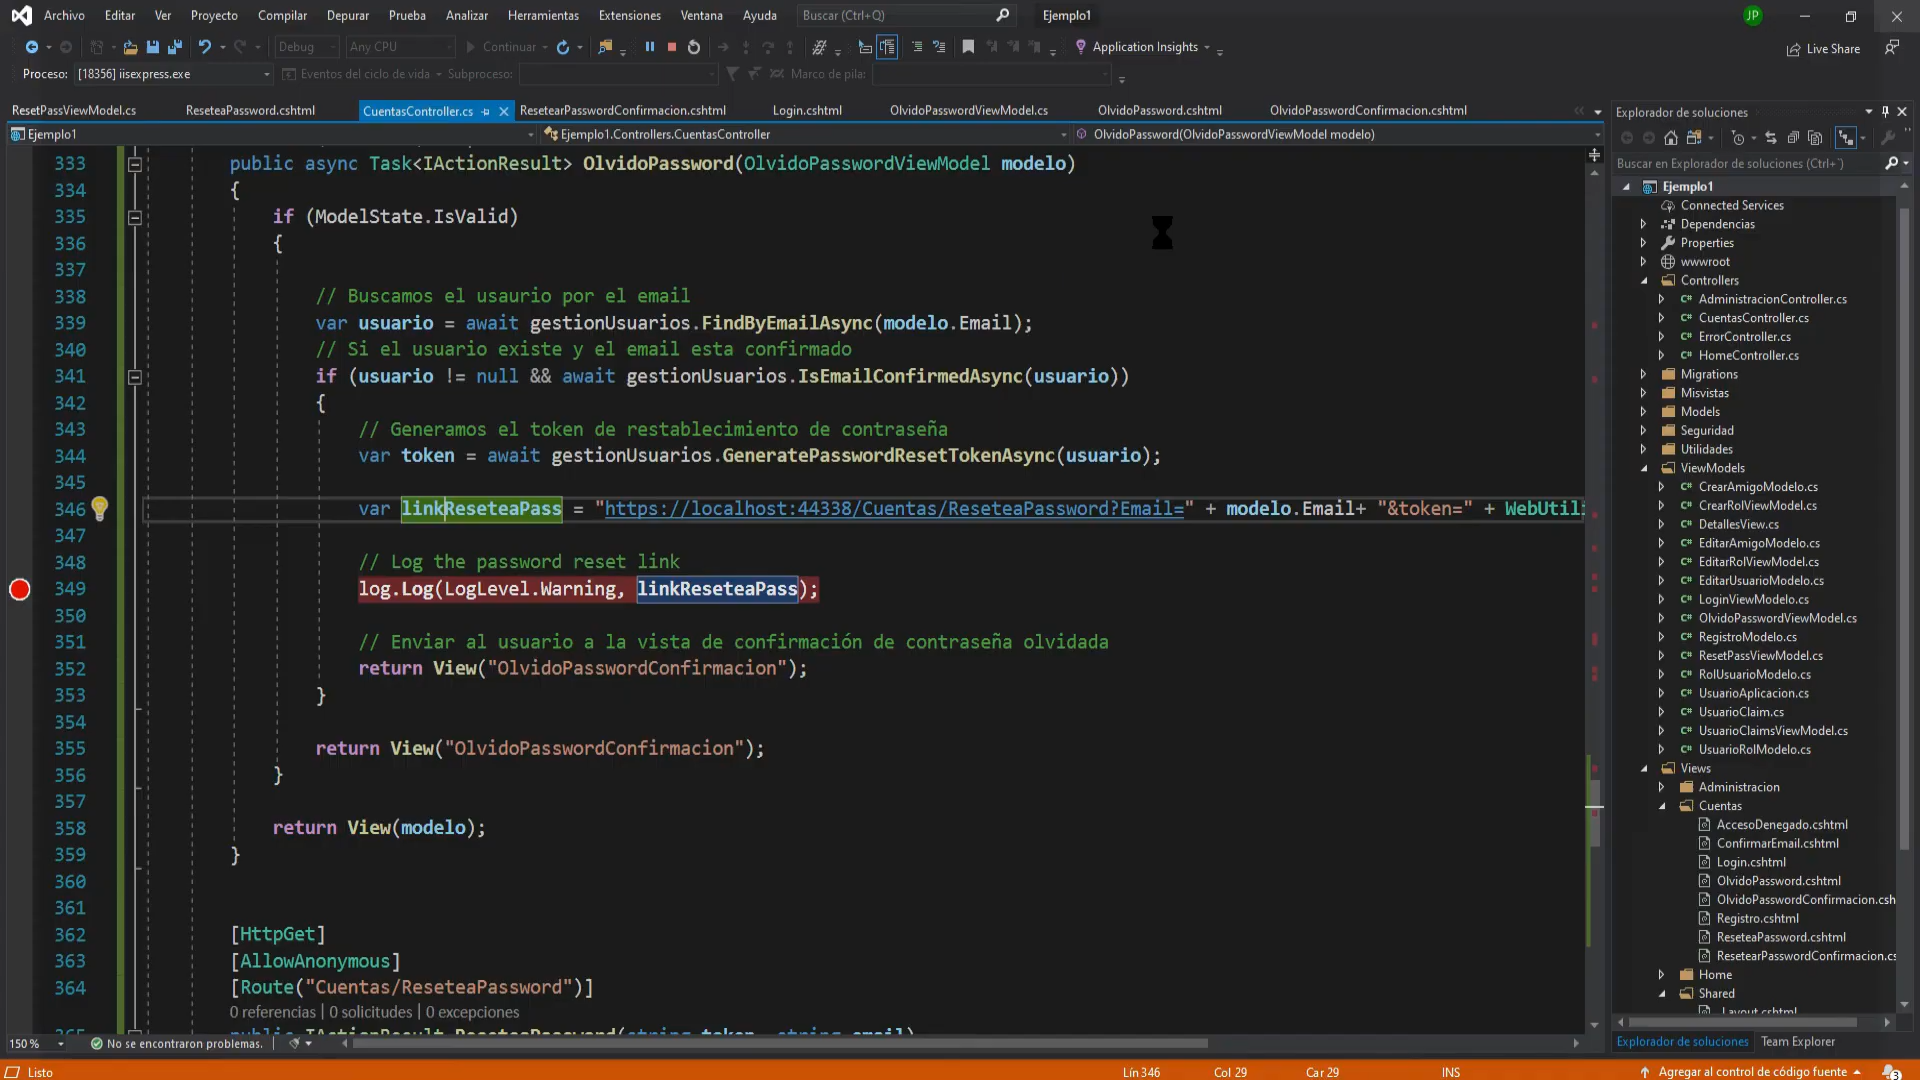 Archivo Editar Ver Proyecto Compilar Depurar Prueba Analizar Herramientas Extensiones Ventana Ayuda Buscar (Ctrl+Q) Ejemplo1 JP
Debug Any CPU Continuar Application Insights Live Share
Proceso: [18356] iisexpress.exe Eventos del ciclo de vida Subproceso: Marco de pila:
ResetPassViewModel.cs ReseteaPassword.cshtml CuentasController.cs ResetearPasswordConfirmacion.cshtml Login.cshtml OlvidoPasswordViewModel.cs OlvidoPassword.cshtml OlvidoPasswordConfirmacion.cshtml
Ejemplo1 Ejemplo1.Controllers.CuentasController OlvidoPassword(OlvidoPasswordViewModel modelo)
333 public async Task<IActionResult> OlvidoPassword(OlvidoPasswordViewModel modelo)
334 {
335 if (ModelState.IsValid)
336 {
337
338 // Buscamos el usaurio por el email
339 var usuario = await gestionUsuarios.FindByEmailAsync(modelo.Email);
340 // Si el usuario existe y el email esta confirmado
341 if (usuario != null && await gestionUsuarios.IsEmailConfirmedAsync(usuario))
342 {
343 // Generamos el token de restablecimiento de contraseña
344 var token = await gestionUsuarios.GeneratePasswordResetTokenAsync(usuario);
345
346 var linkReseteaPass = "https://localhost:44338/Cuentas/ReseteaPassword?Email=" + modelo.Email+ "&token=" + WebUtili
347
348 // Log the password reset link
349 log.Log(LogLevel.Warning, linkReseteaPass);
350
351 // Enviar al usuario a la vista de confirmación de contraseña olvidada
352 return View("OlvidoPasswordConfirmacion");
353 }
354
355 return View("OlvidoPasswordConfirmacion");
356 }
357
358 return View(modelo);
359 }
360
361
362 [HttpGet]
363 [AllowAnonymous]
364 [Route("Cuentas/ReseteaPassword")]
0 referencias | 0 solicitudes | 0 excepciones
365 public IActionResult ReseteaPassword(string token, string email)
150 % No se encontraron problemas.
Explorador de soluciones
Buscar en Explorador de soluciones (Ctrl+´)
Ejemplo1
Connected Services
Dependencias
Properties
wwwroot
Controllers
C# AdministracionController.cs
C# CuentasController.cs
C# ErrorController.cs
C# HomeController.cs
Migrations
Misvistas
Models
Seguridad
Utilidades
ViewModels
C# CrearAmigoModelo.cs
C# CrearRolViewModel.cs
C# DetallesView.cs
C# EditarAmigoModelo.cs
C# EditarRolViewModel.cs
C# EditarUsuarioModelo.cs
C# LoginViewModelo.cs
C# OlvidoPasswordViewModel.cs
C# RegistroModelo.cs
C# ResetPassViewModel.cs
C# RolUsuarioModelo.cs
C# UsuarioAplicacion.cs
C# UsuarioClaim.cs
C# UsuarioClaimsViewModel.cs
C# UsuarioRolModelo.cs
Views
Administracion
Cuentas
AccesoDenegado.cshtml
ConfirmarEmail.cshtml
Login.cshtml
OlvidoPassword.cshtml
OlvidoPasswordConfirmacion.csh
Registro.cshtml
ReseteaPassword.cshtml
ResetearPasswordConfirmacion.cs
Home
Shared
_Layout.cshtml
Explorador de soluciones Team Explorer
Listo Lín 346 Col 29 Car 29 INS Agregar al control de código fuente 3